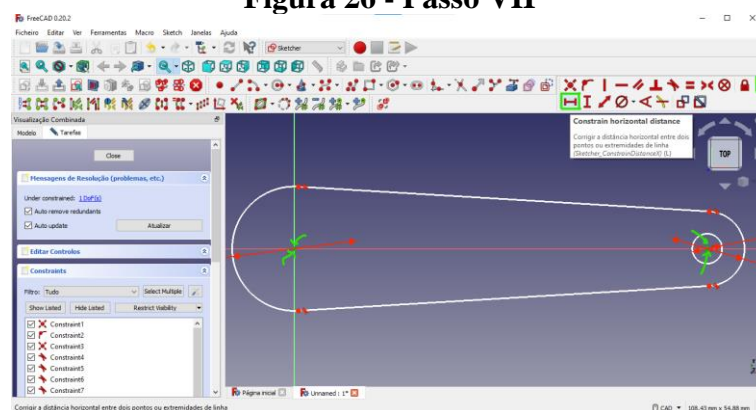 Figura 26 - Passo VII
FreeCAD 0.20.2
Ficheiro Editar Ver Ferramentas Macro Sketch Janelas Ajuda
Sketcher
Visualização Combinada
Constrain horizontal distance
Corrigir a distância horizontal entre dois
pontos ou extremidades de linha
(Sketcher_ConstrainDistanceX) (L)
Modelo Tarefas
TOP
Close
Mensagens de Resolução (problemas, etc.)
Under constrained: 1 DoF(s)
Auto remove redundants
Auto update Atualizar
Editar Controlos
Constraints
Filtro: Tudo Select Multiple
Show Listed Hide Listed Restrict Visibility
Constraint1
Constraint2
Constraint3
Constraint4
Constraint5
Constraint6
Constraint7
Página inicial Unnamed : 1*
Corrigir a distância horizontal entre dois pontos ou extremidades de linha
CAD 108,43 mm x 54,88 mm